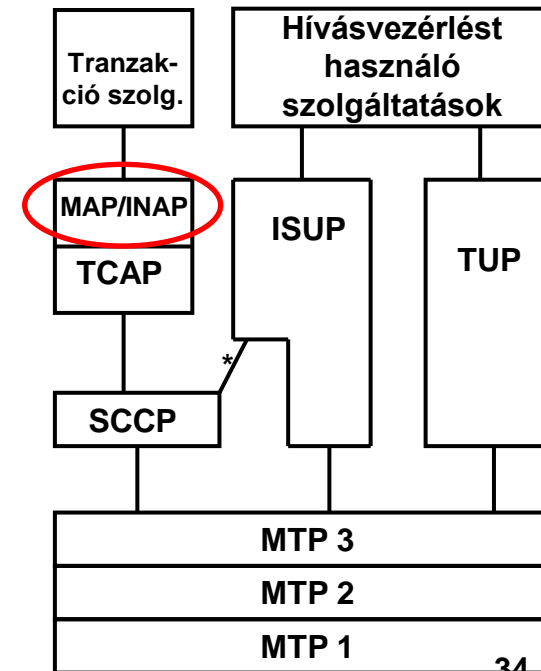 Tranzak-
ció szolg.
Hívásvezérlést
használó
szolgáltatások
MAP/INAP
TCAP
ISUP
TUP
*
SCCP
MTP 3
MTP 2
MTP 1
34